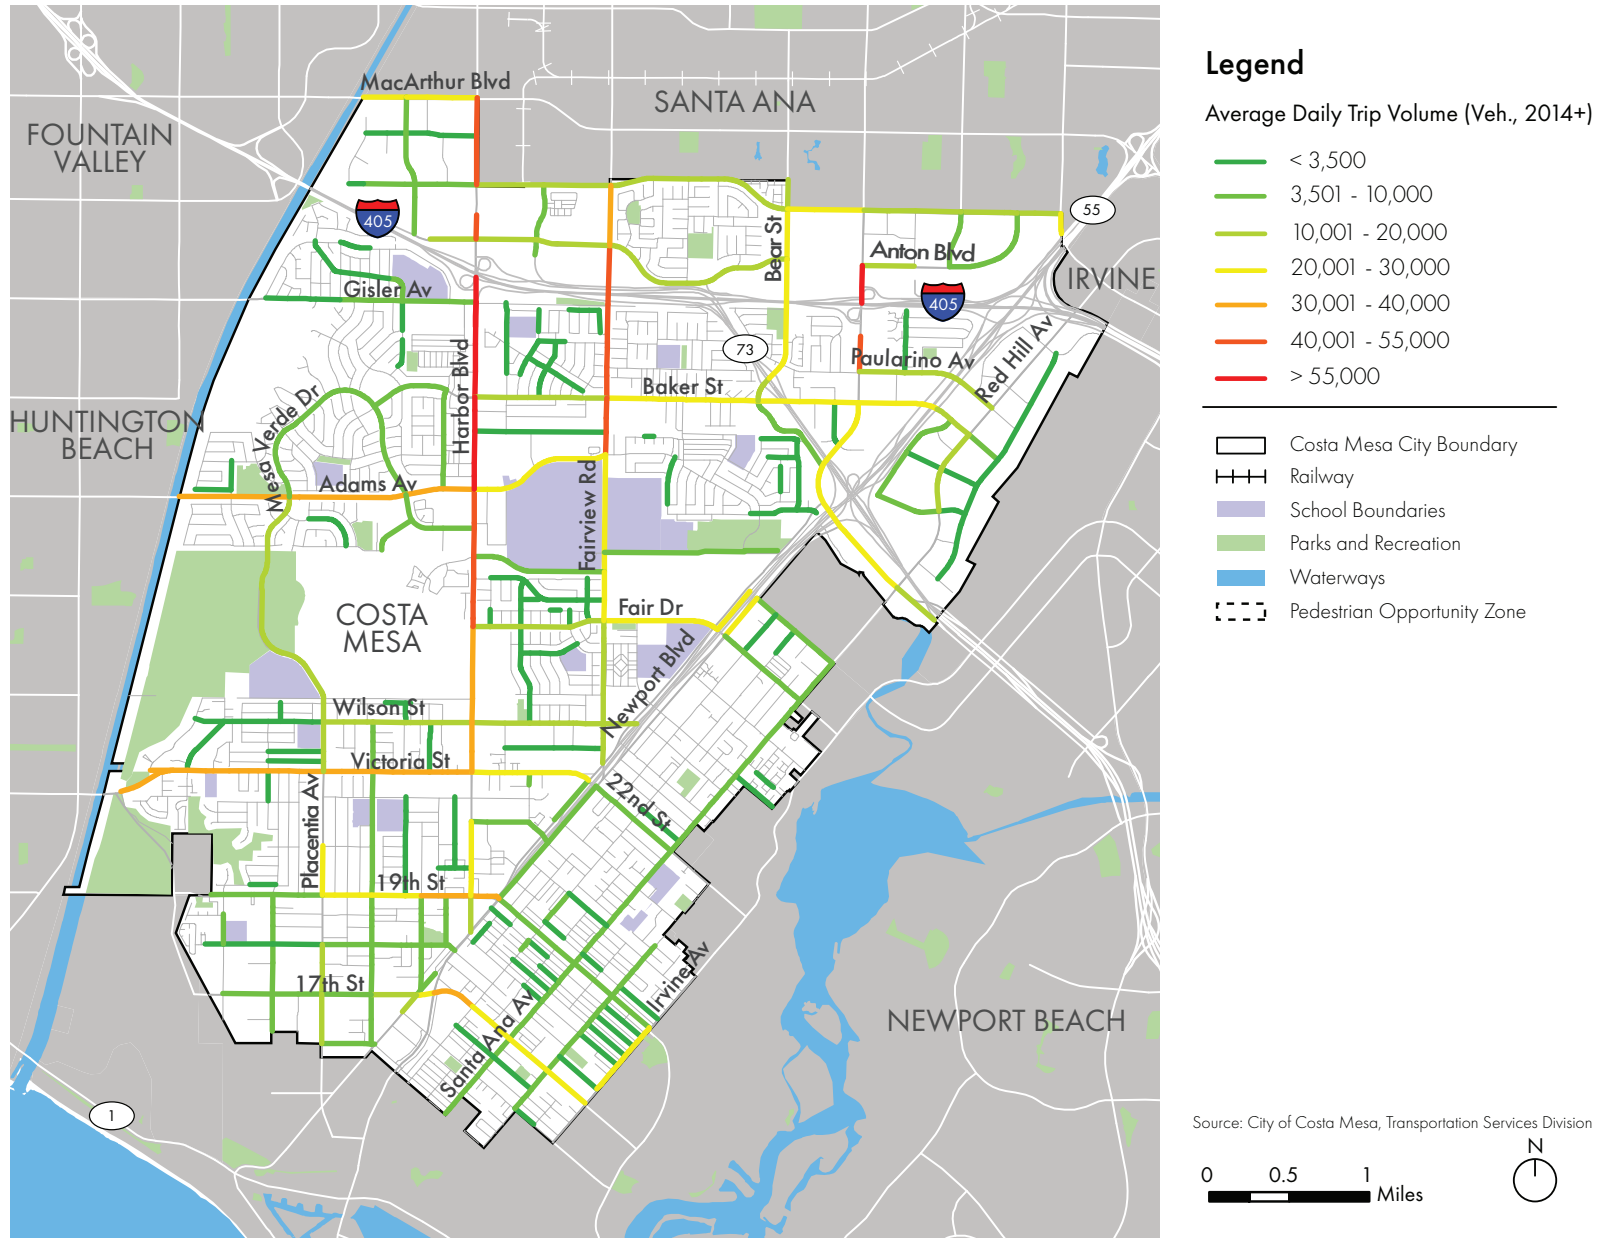 MacArthur Blvd
SANTA ANA
FOUNTAIN
VALLEY
405
55
Bear St
Anton Blvd
IRVINE
Gisler Av
405
73
Red Hill Av
Harbor Blvd
Paularino Av
Baker St
Mesa Verde Dr
HUNTINGTON
BEACH
Adams Av
Fairview Rd
COSTA
MESA
Fair Dr
Newport Blvd
Wilson St
Victoria St
Placentia Av
22nd St
19th St
17th St
Irvine Av
Santa Ana Av
NEWPORT BEACH
1
Legend
Average Daily Trip Volume (Veh., 2014+)
< 3,500
3,501 - 10,000
10,001 - 20,000
20,001 - 30,000
30,001 - 40,000
40,001 - 55,000
> 55,000
Costa Mesa City Boundary
Railway
School Boundaries
Parks and Recreation
Waterways
Pedestrian Opportunity Zone
Source: City of Costa Mesa, Transportation Services Division
N
0 0.5 1
Miles